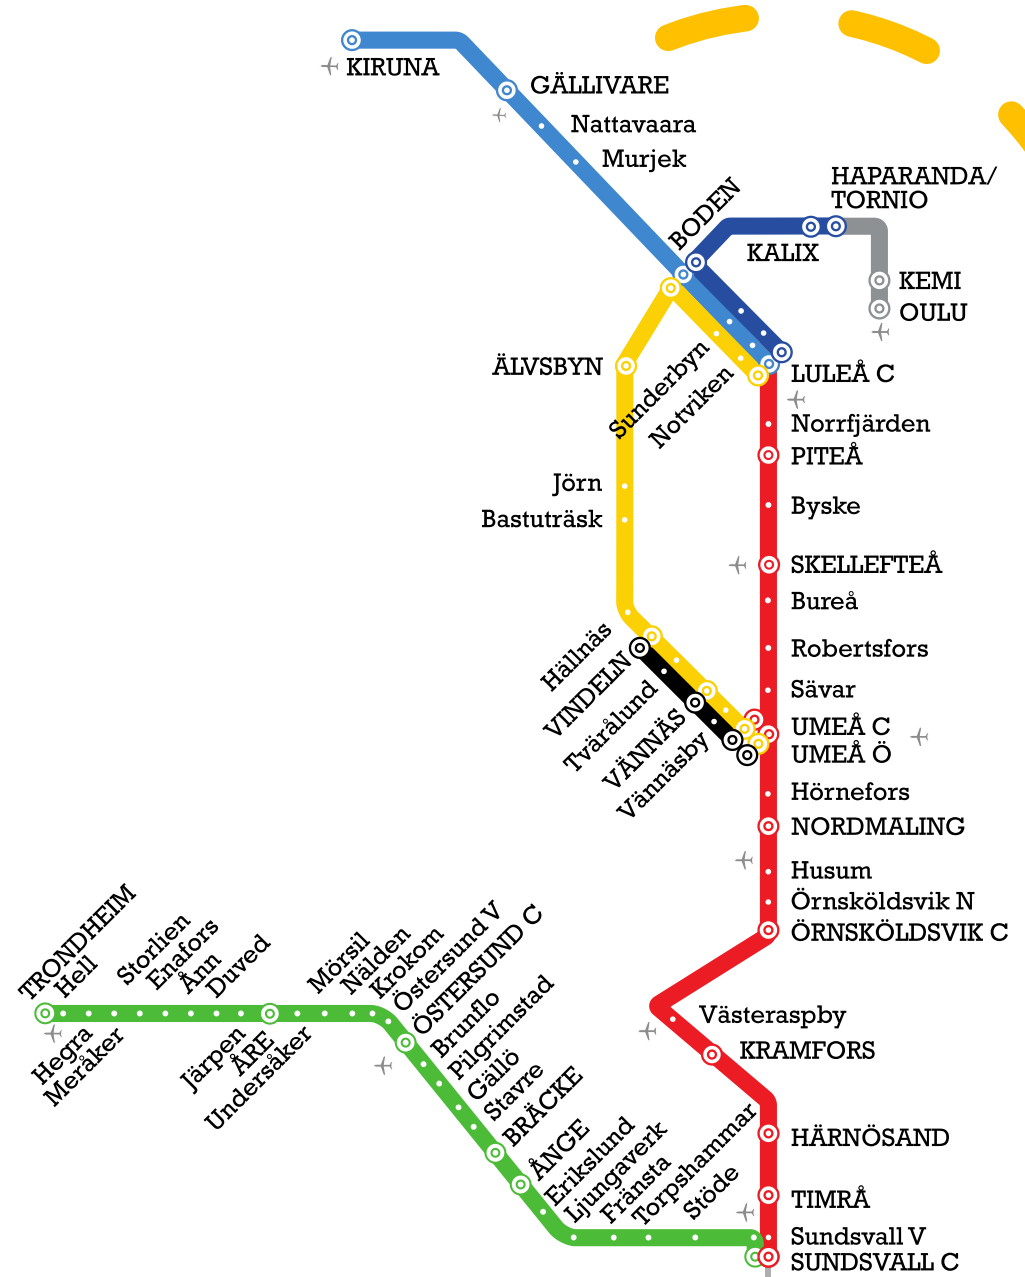 KIRUNA
GÄLLIVARE
Nattavaara
Murjek
BODEN
HAPARANDA/
TORNIO
KALIX
KEMI
OULU
ÄLVSBYN
Sunderbyn
Notviken
LULEÅ C
Norrfjärden
PITEÅ
Jörn
Byske
Bastuträsk
SKELLEFTEÅ
Bureå
Hällnäs
VINDELN
Tvärålund
VÄNNÄS
Vännäsby
Robertsfors
Sävar
UMEÅ C
UMEÅ Ö
Hörnefors
NORDMALING
Husum
Örnsköldsvik N
ÖRNSKÖLDSVIK C
Västeraspby
KRAMFORS
HÄRNÖSAND
TIMRÅ
Sundsvall V
SUNDSVALL C
TRONDHEIM
Hell
Hegra
Meråker
Storlien
Enafors
Ånn
Duved
Järpen
ÅRE
Undersåker
Mörsil
Nälden
Krokom
Östersund V
ÖSTERSUND C
Brunflo
Pilgrimstad
Gällö
Stavre
BRÄCKE
ÅNGE
Erikslund
Ljungaverk
Fränsta
Torpshammar
Stöde